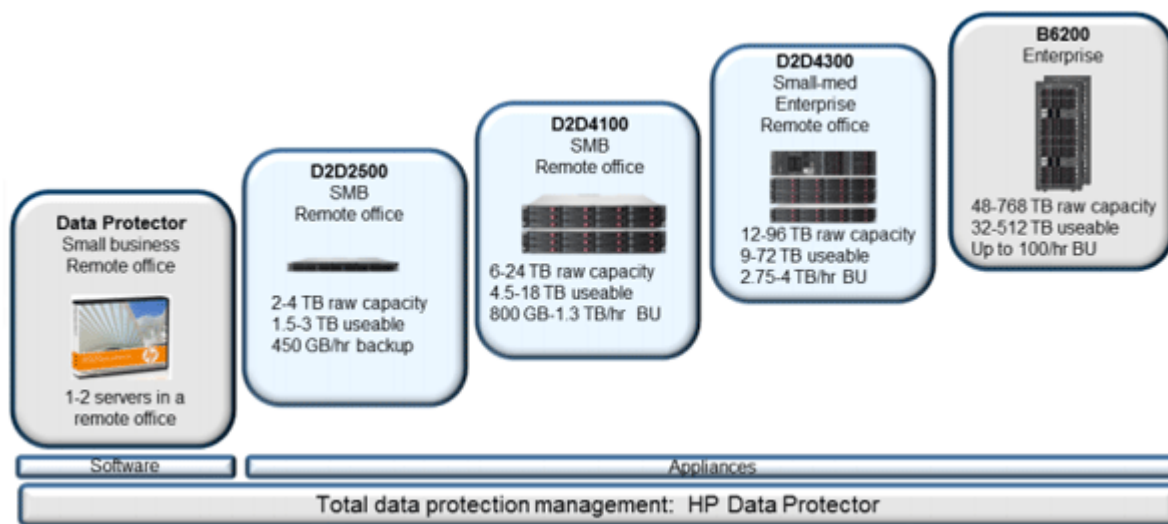 Data Protector
Small business
Remote office
1-2 servers in a
remote office
D2D2500
SMB
Remote office
2-4 TB raw capacity
1.5-3 TB useable
450 GB/hr backup
D2D4100
SMB
Remote office
6-24 TB raw capacity
4.5-18 TB useable
800 GB-1.3 TB/hr BU
D2D4300
Small-med
Enterprise
Remote office
12-96 TB raw capacity
9-72 TB useable
2.75-4 TB/hr BU
B6200
Enterprise
48-768 TB raw capacity
32-512 TB useable
Up to 100/hr BU
Software
Appliances
Total data protection management: HP Data Protector